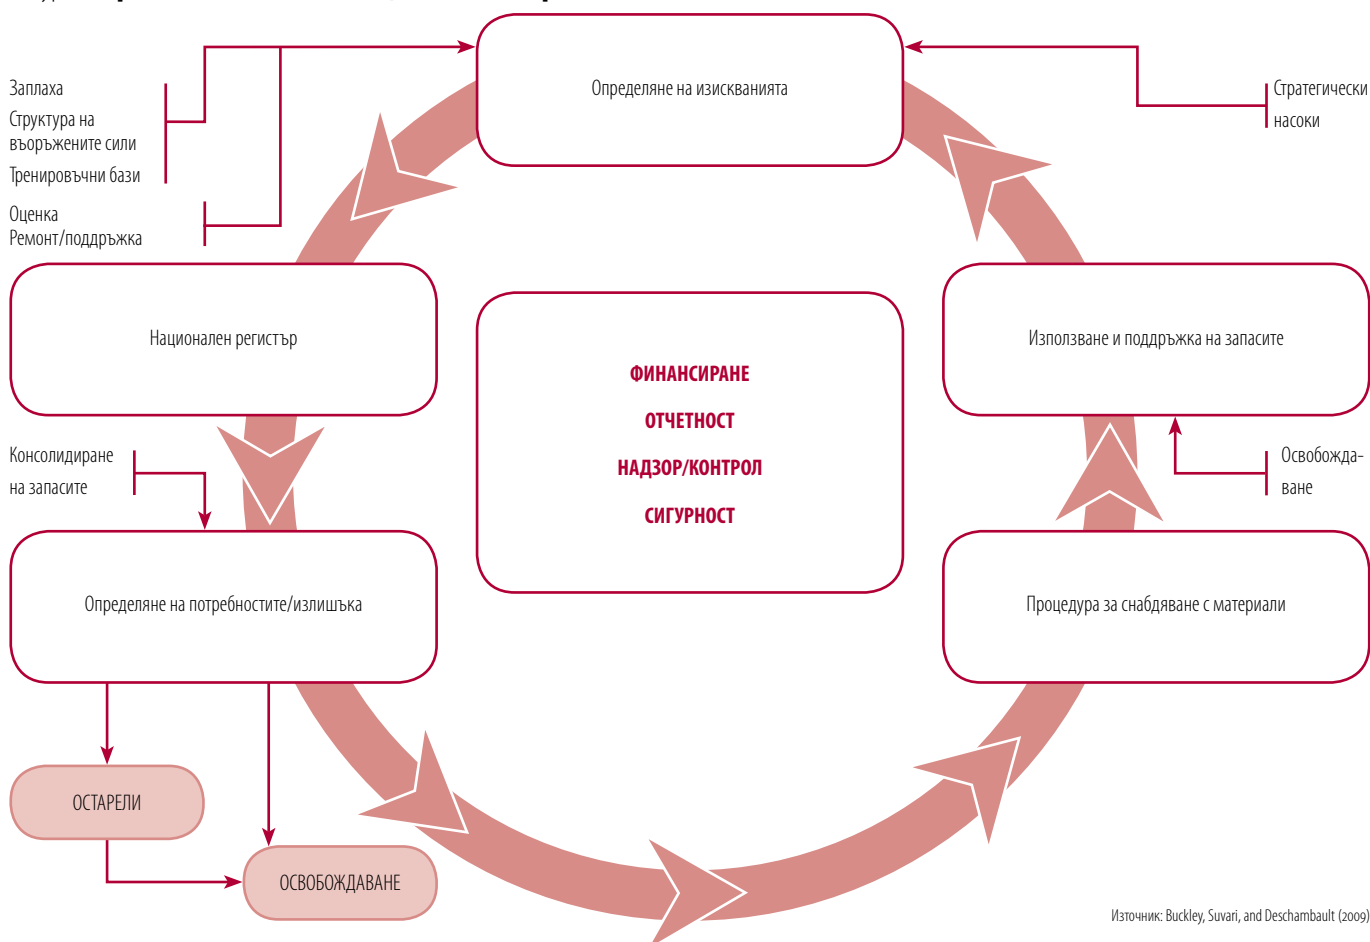 Определяне на изискванията
Заплаха
Структура на
въоръжените сили
Тренировъчни бази
Оценка
Ремонт/поддръжка
Стратегически
насоки
Национален регистър
ФИНАНСИРАНЕ
ОТЧЕТНОСТ
НАДЗОР/КОНТРОЛ
СИГУРНОСТ
Използване и поддръжка на запасите
Консолидиране
на запасите
Освобожда-
ване
Определяне на потребностите/излишъка
Процедура за снабдяване с материали
ОСТАРЕЛИ
ОСВОБОЖДАВАНЕ
Източник: Buckley, Suvari, and Deschambault (2009)